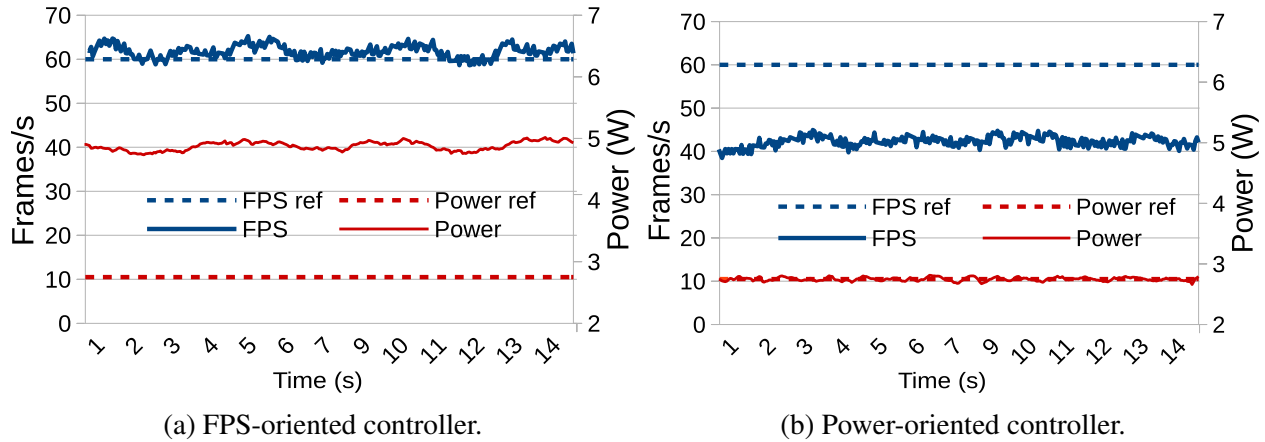 70
60
50
40
30
20
10
0
Frames/s
7
6
5
4
3
2
Power (W)
FPS ref
Power ref
FPS
Power
1 2 3 4 5 6 7 9 10 11 12 13 14
Time (s)
(a) FPS-oriented controller.
70
60
50
40
30
20
10
0
Frames/s
7
6
5
4
3
2
Power (W)
FPS ref
Power ref
FPS
Power
1 2 3 4 5 6 7 9 10 11 12 13 14
Time (s)
(b) Power-oriented controller.